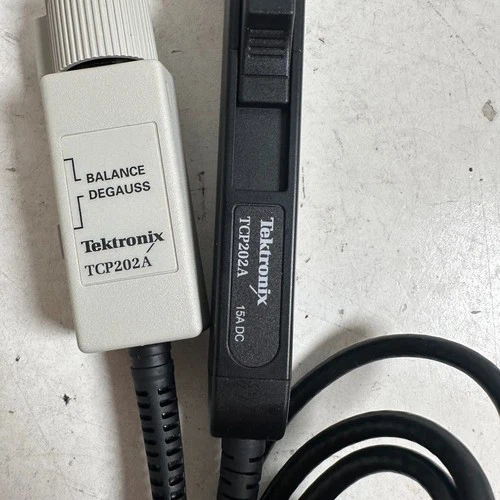 BALANCE
DEGAUSS
Tektronix
TCP202A
Tektronix
TCP202A
15A DC